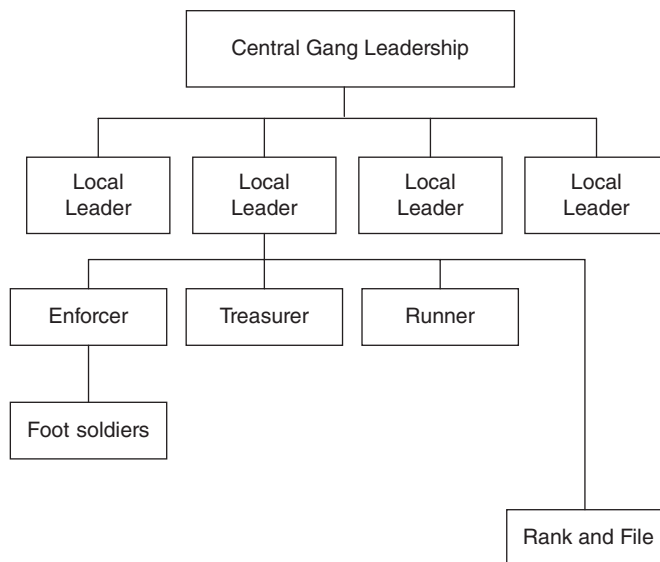 Central Gang Leadership
Local
Leader
Local
Leader
Local
Leader
Local
Leader
Enforcer
Treasurer
Runner
Foot soldiers
Rank and File